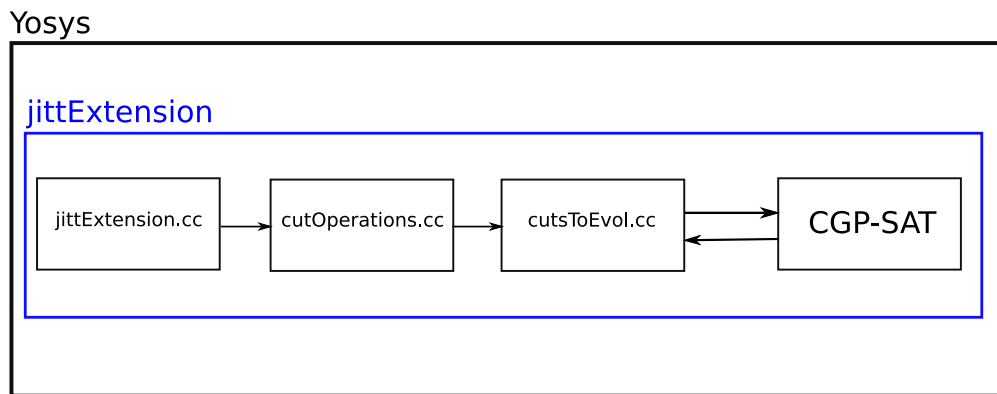 Yosys
jittExtension
jittExtension.cc
cutOperations.cc
cutsToEvol.cc
CGP-SAT